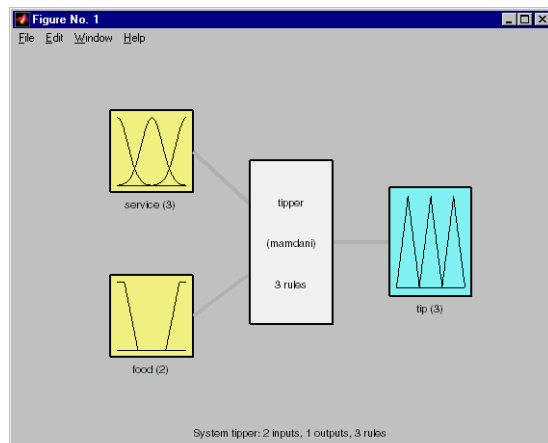 Figure No. 1
File Edit Window Help
service (3)
tipper
(mamdani)
3 rules
tip (3)
food (2)
System tipper: 2 inputs, 1 outputs, 3 rules